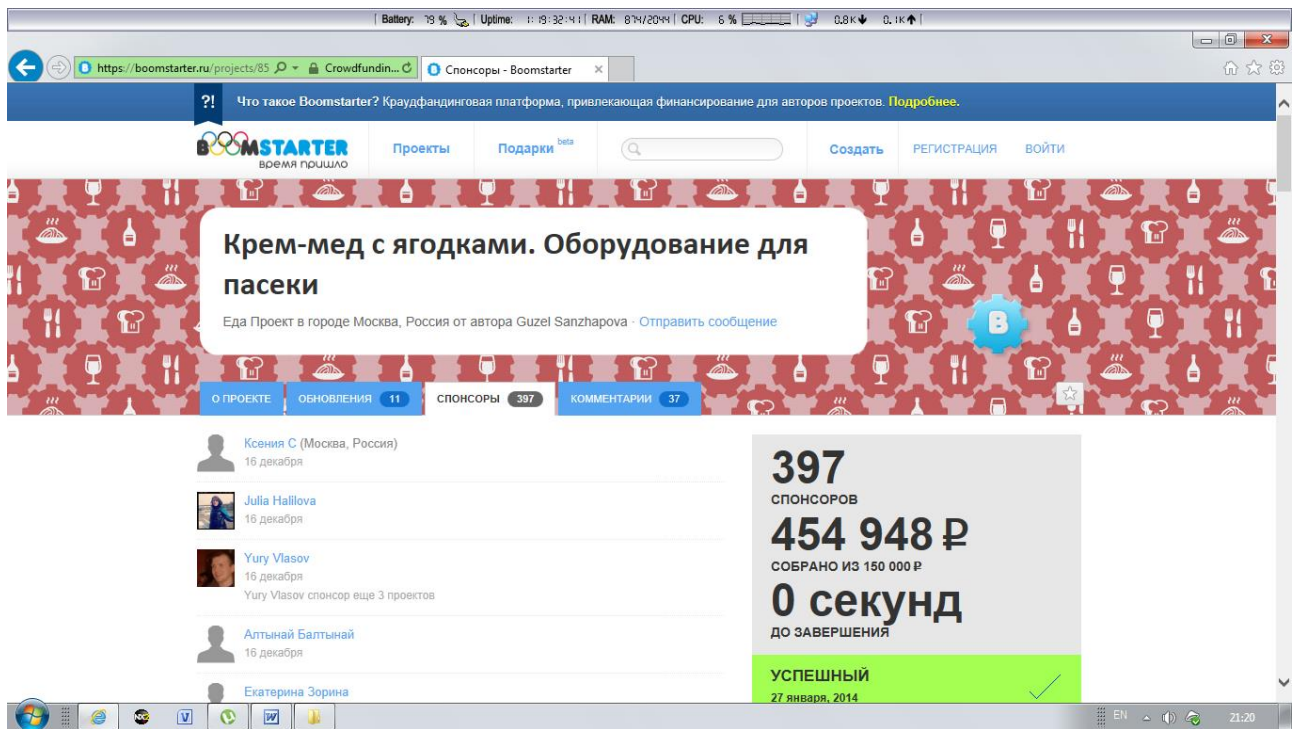 Battery: 79 % Uptime: 1:19:32:41 RAM: 874/2044 CPU: 6 % 0.8K 0.1K
https://boomstarter.ru/projects/85 Crowdfundin... Спонсоры - Boomstarter
?! Что такое Boomstarter? Краудфандинговая платформа, привлекающая финансирование для авторов проектов. Подробнее.
BOOMSTARTER
время пришло
Проекты Подарки beta Создать РЕГИСТРАЦИЯ ВОЙТИ
Крем-мед с ягодками. Оборудование для
пасеки
Еда Проект в городе Москва, Россия от автора Guzel Sanzhapova · Отправить сообщение
B
О ПРОЕКТЕ ОБНОВЛЕНИЯ 11 СПОНСОРЫ 397 КОММЕНТАРИИ 37
Ксения С (Москва, Россия)
16 декабря
Julia Halilova
16 декабря
Yury Vlasov
16 декабря
Yury Vlasov спонсор еще 3 проектов
Алтынай Балтынай
16 декабря
Екатерина Зорина
397
СПОНСОРОВ
454 948 ₽
СОБРАНО ИЗ 150 000 ₽
0 секунд
ДО ЗАВЕРШЕНИЯ
УСПЕШНЫЙ
27 января, 2014
EN 21:20